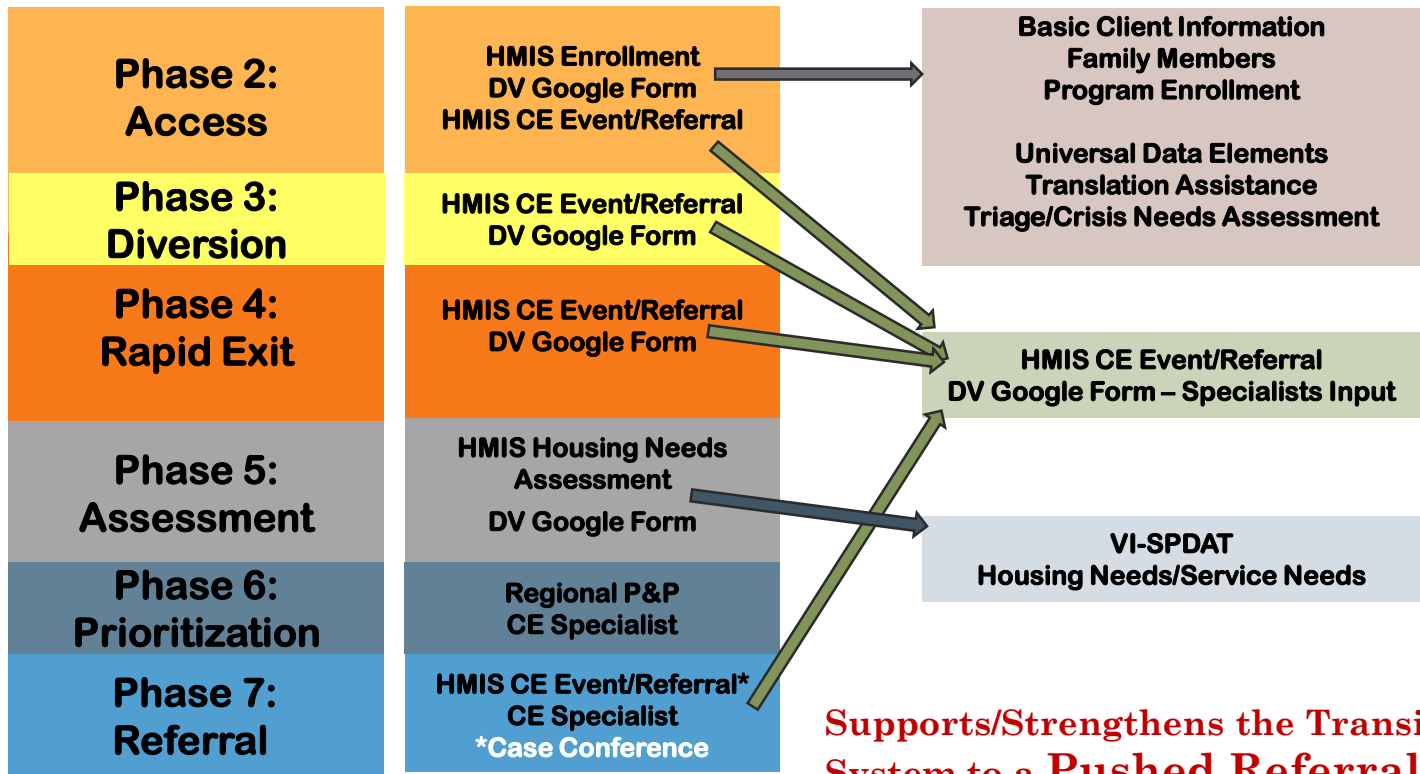 Phase 2:
Access
HMIS Enrollment
DV Google Form
HMIS CE Event/Referral
Basic Client Information
Family Members
Program Enrollment
Universal Data Elements
Translation Assistance
Triage/Crisis Needs Assessment
Phase 3:
Diversion
HMIS CE Event/Referral
DV Google Form
Phase 4:
Rapid Exit
HMIS CE Event/Referral
DV Google Form
HMIS CE Event/Referral
DV Google Form – Specialists Input
Phase 5:
Assessment
HMIS Housing Needs
Assessment
DV Google Form
VI-SPDAT
Housing Needs/Service Needs
Phase 6:
Prioritization
Regional P&P
CE Specialist
Phase 7:
Referral
HMIS CE Event/Referral*
CE Specialist
*Case Conference
Supports/Strengthens the
System to a Pushed Referral